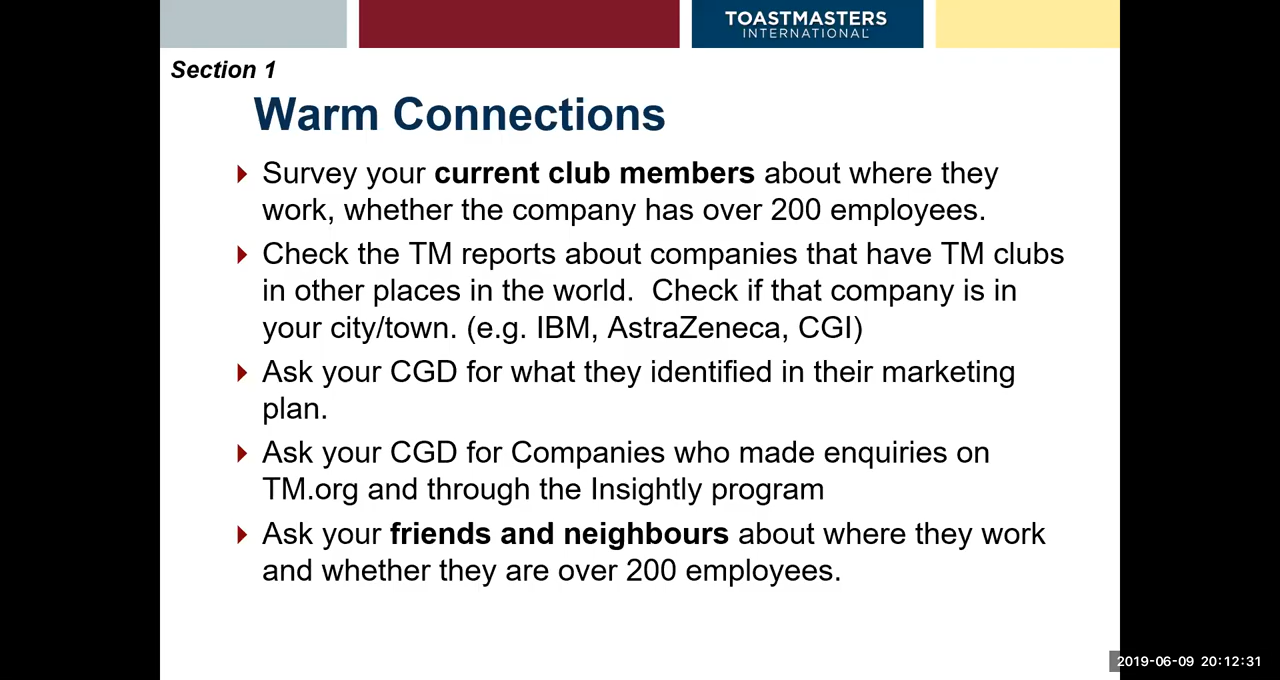 TOASTMASTERS
INTERNATIONAL
Section 1
Warm Connections
Survey your current club members about where they
work, whether the company has over 200 employees.
Check the TM reports about companies that have TM clubs
in other places in the world.  Check if that company is in
your city/town. (e.g. IBM, AstraZeneca, CGI)
Ask your CGD for what they identified in their marketing
plan.
Ask your CGD for Companies who made enquiries on
TM.org and through the Insightly program
Ask your friends and neighbours about where they work
and whether they are over 200 employees.
2019-06-09 20:12:31